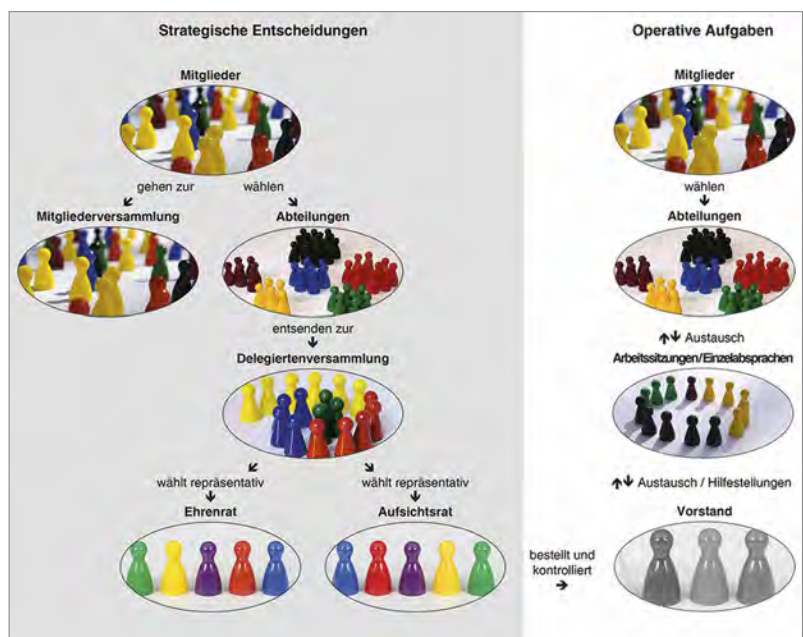 Strategische Entscheidungen
Mitglieder
gehen zur
wählen
Mitgliederversammlung
Abteilungen
entsenden zur
Delegiertenversammlung
wählt repräsentativ
wählt repräsentativ
Ehrenrat
Aufsichtsrat
bestellt und
kontrolliert
Operative Aufgaben
Mitglieder
wählen
Abteilungen
Austausch
Arbeitssitzungen/Einzelabsprachen
Austausch / Hilfestellungen
Vorstand